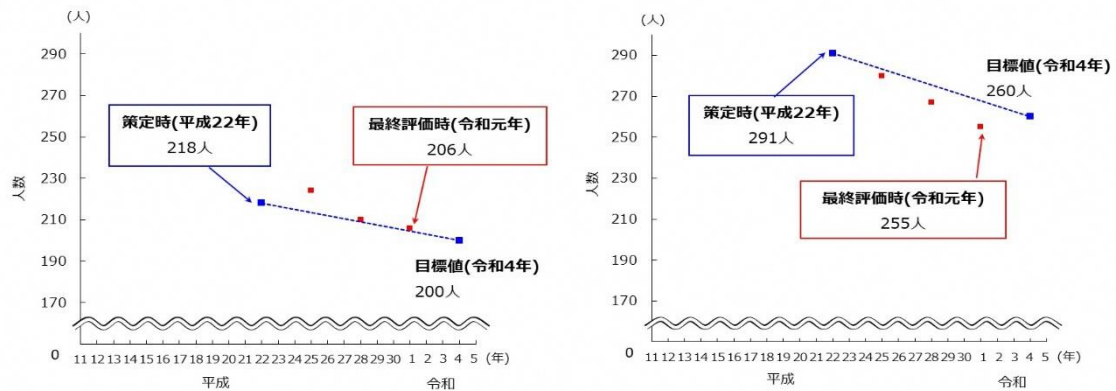 (人)
290
270
250
230
210
190
170
0
人数
策定時(平成22年)
218人
最終評価時(令和元年)
206人
目標値(令和4年)
200人
11 12 13 14 15 16 17 18 19 20 21 22 23 24 25 26 27 28 29 30 1 2 3 4 5 (年)
平成 令和
(人)
290
270
250
230
210
190
170
0
人数
目標値(令和4年)
260人
策定時(平成22年)
291人
最終評価時(令和元年)
255人
11 12 13 14 15 16 17 18 19 20 21 22 23 24 25 26 27 28 29 30 1 2 3 4 5 (年)
平成 令和